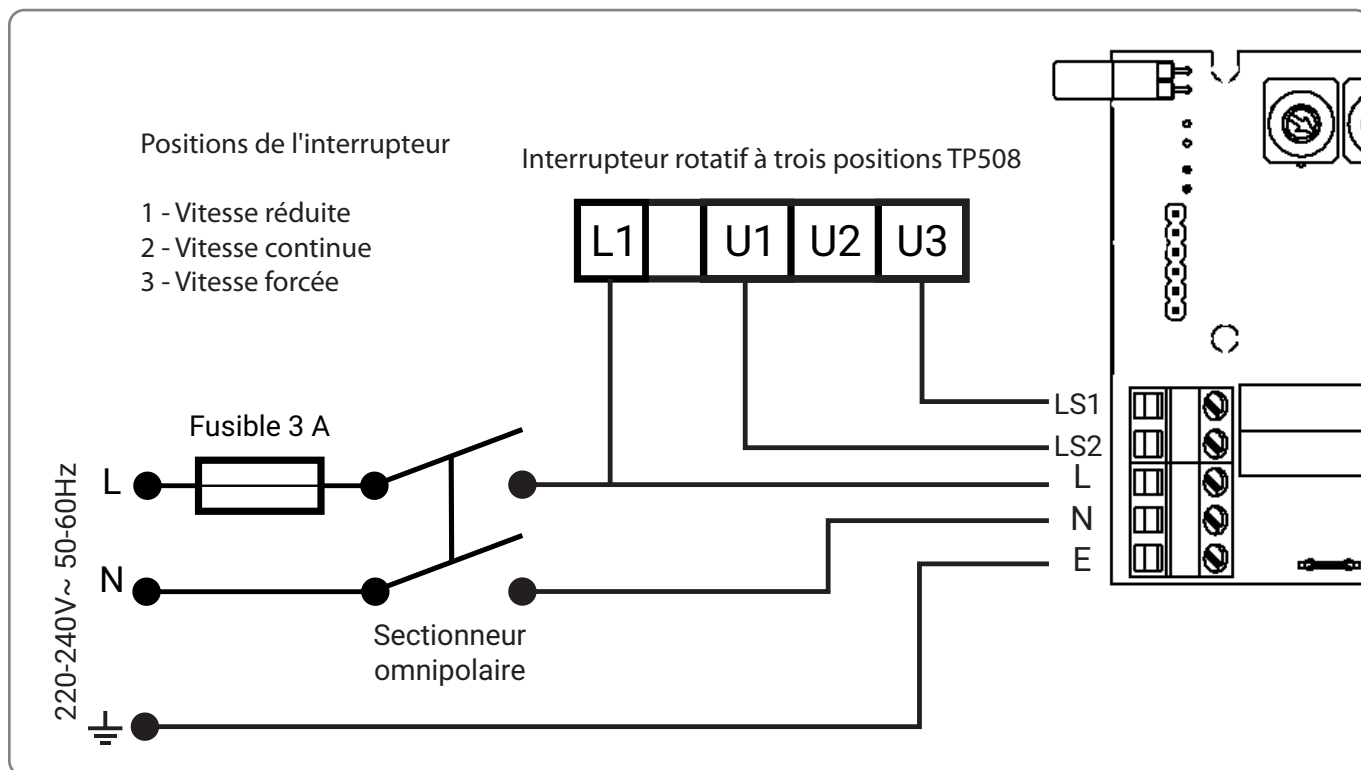 Positions de l'interrupteur
1 - Vitesse réduite
2 - Vitesse continue
3 - Vitesse forcée
Interrupteur rotatif à trois positions TP508
L1 U1 U2 U3
LS1
LS2
L
N
E
Fusible 3 A
L
N
220-240V~ 50-60Hz
Sectionneur
omnipolaire